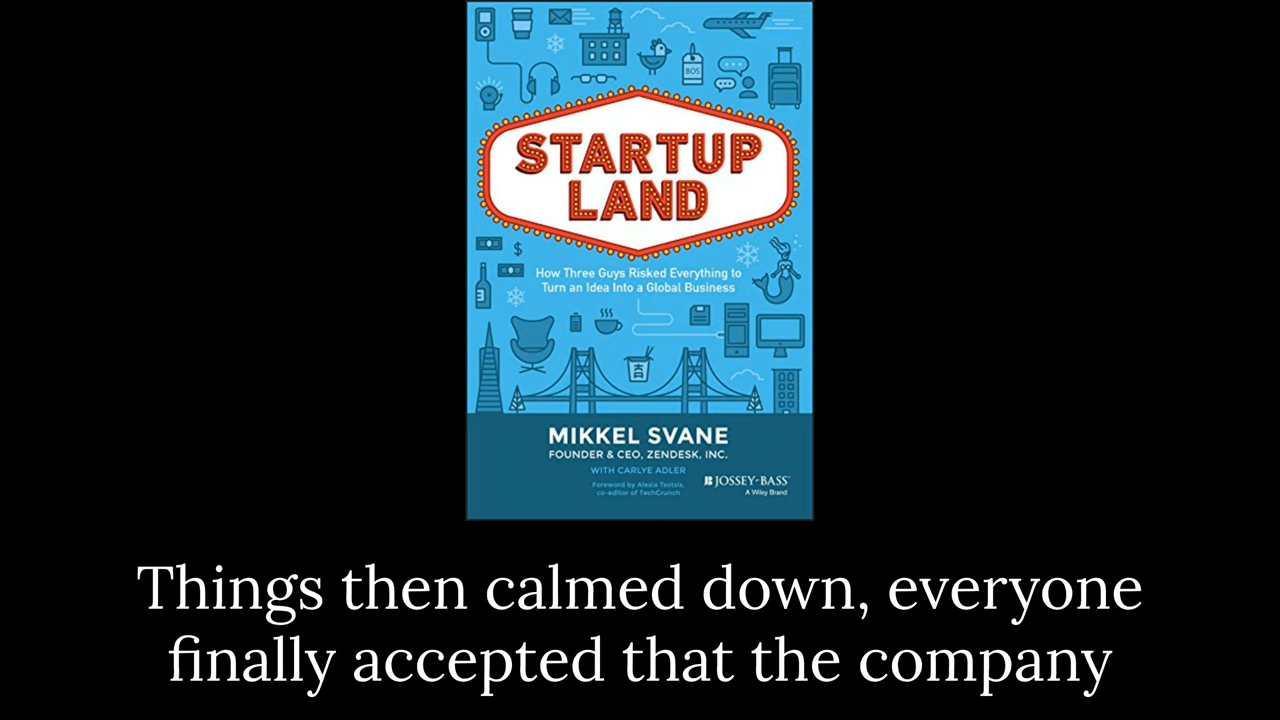 BOS
$
STARTUP
LAND
How Three Guys Risked Everything to
Turn an Idea Into a Global Business
MIKKEL SVANE
FOUNDER & CEO, ZENDESK, INC.
WITH CARLYE ADLER
Foreword by Alexia Tsotsis,
co-editor of TechCrunch
JOSSEY-BASS™
A Wiley Brand
Things then calmed down, everyone
finally accepted that the company